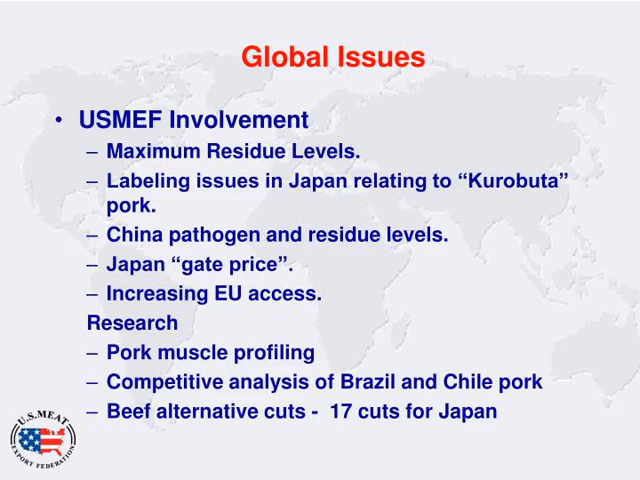 Global Issues
• USMEF Involvement
– Maximum Residue Levels.
– Labeling issues in Japan relating to “Kurobuta”
pork.
– China pathogen and residue levels.
– Japan “gate price”.
– Increasing EU access.
Research
– Pork muscle profiling
– Competitive analysis of Brazil and Chile pork
– Beef alternative cuts - 17 cuts for Japan
U.S. MEAT
EXPORT FEDERATION